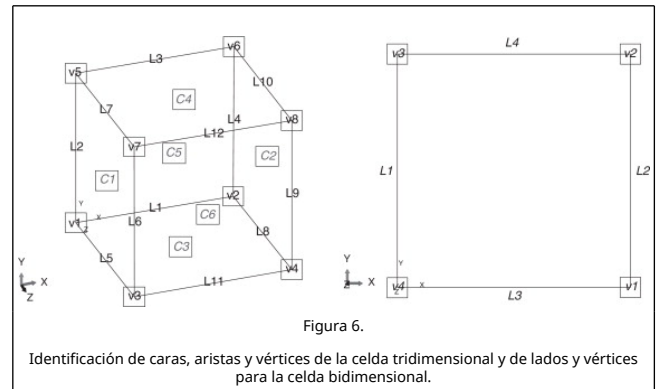 v6
L3
v5
L10
C4
L7
L4
v8
L12
v7
L2
C5
C2
C1
L9
v2
Y
L1
X
v1
Z
L6
C6
L8
C3
L5
v4
L11
v3
Y
X
Z
L4
v3
v2
L1
L2
Y
X
Z
v4
v1
L3
Y
X
Z
Figura 6.
Identificación de caras, aristas y vértices de la celda tridimensional y de lados y vértices
para la celda bidimensional.